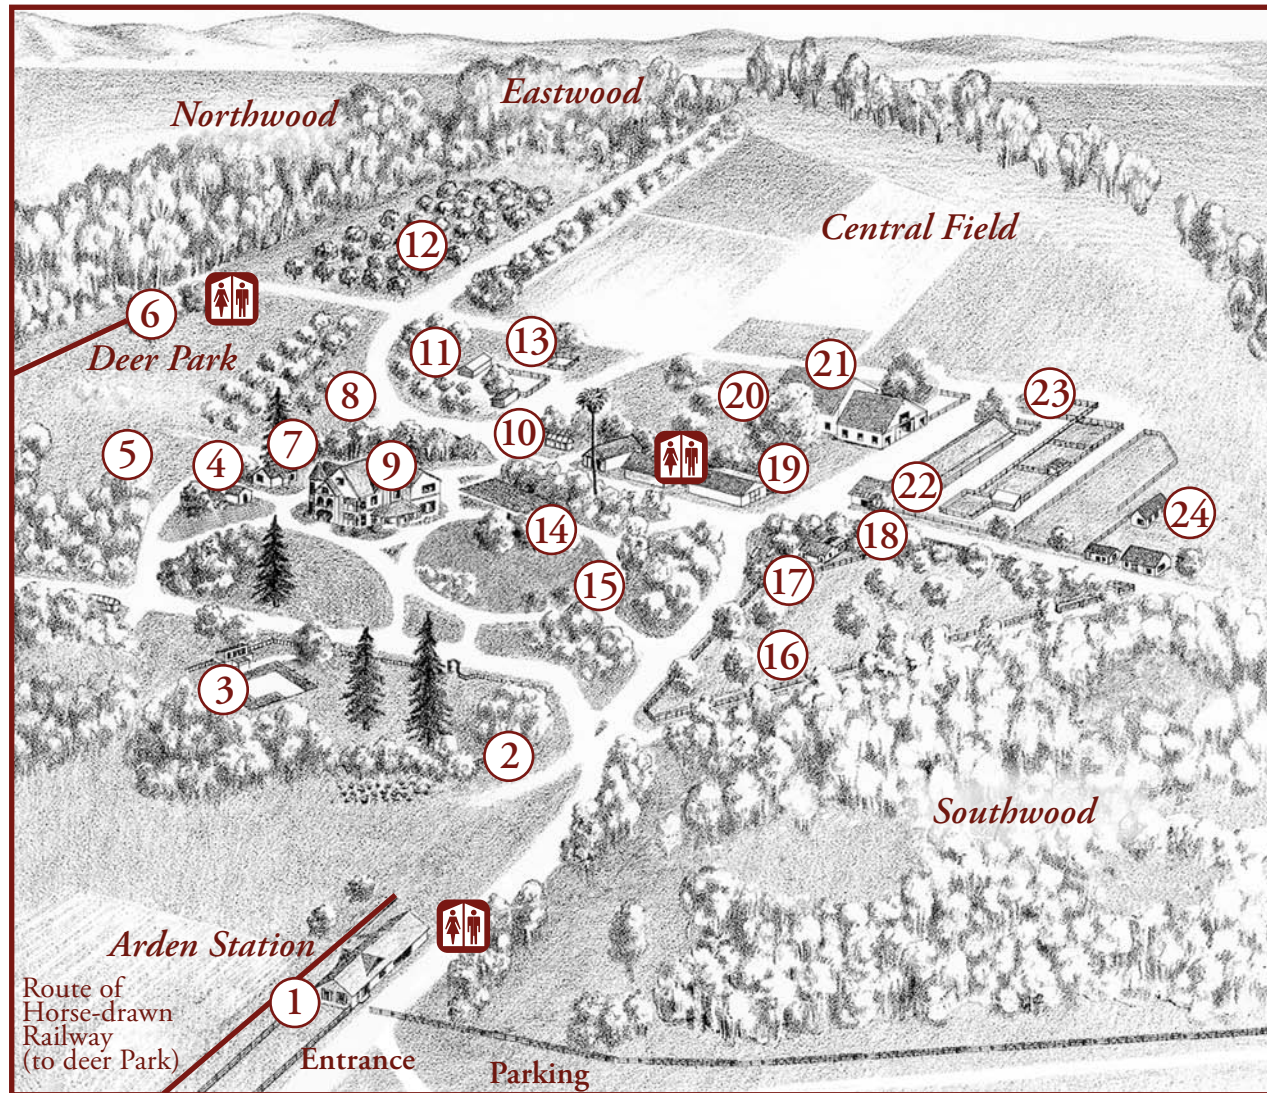 Northwood
Eastwood
12
Central Field
6
Deer Park
11
13
21
8
20
23
5
4
7
9
10
19
22
24
14
18
15
17
16
3
2
Southwood
Arden Station
1
Route of
Horse-drawn
Railway
(to deer Park)
Entrance
Parking